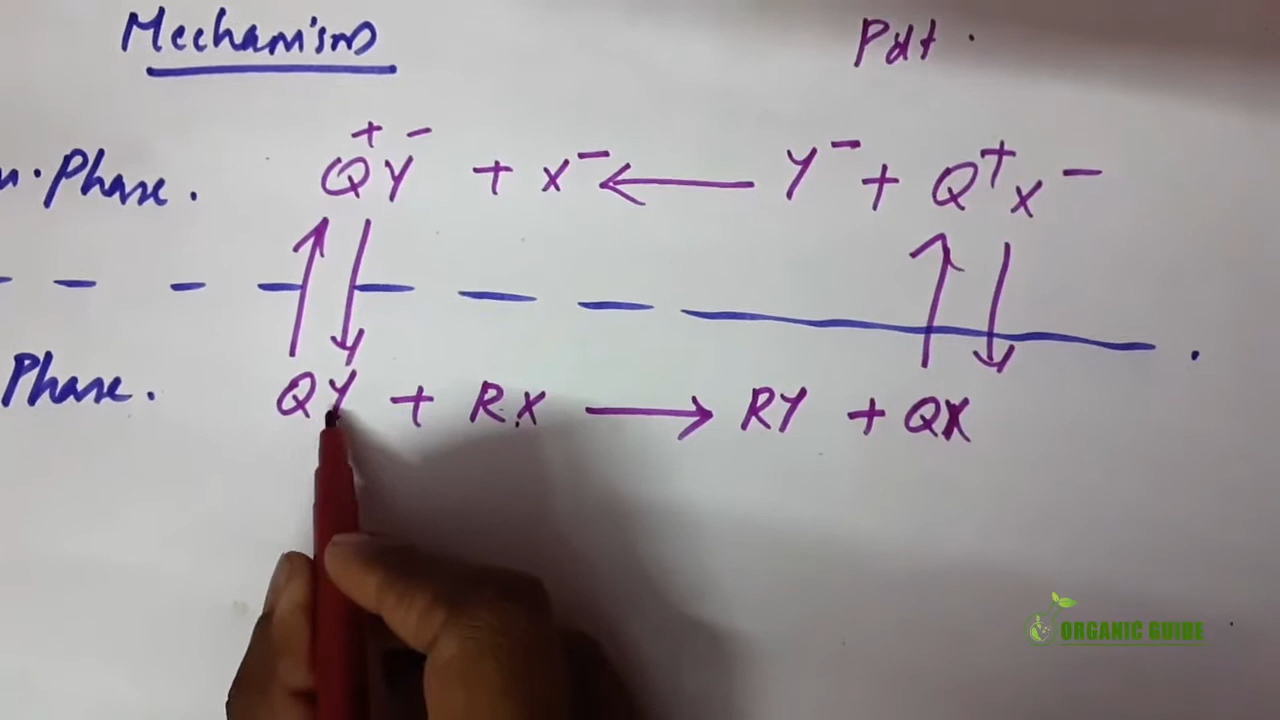 Mechanism
Pdt.
Phase.
Q⁺Y⁻ + X⁻ ← Y⁻ + Q⁺X⁻
Phase.
QY + RX → RY + QX
ORGANIC GUIDE